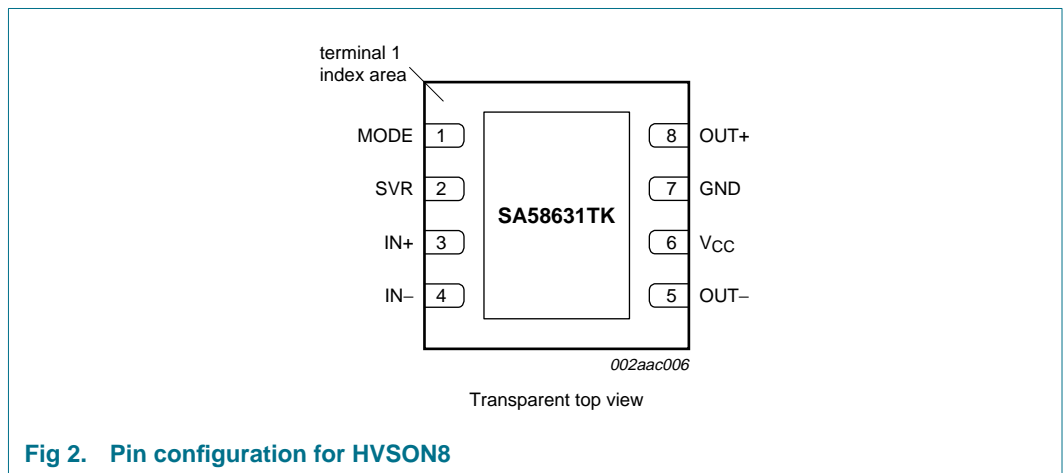 terminal 1
index area
MODE 1 8 OUT+
SVR 2 7 GND
SA58631TK
IN+ 3 6 VCC
IN− 4 5 OUT−
002aac006
Transparent top view
Fig 2. Pin configuration for HVSON8